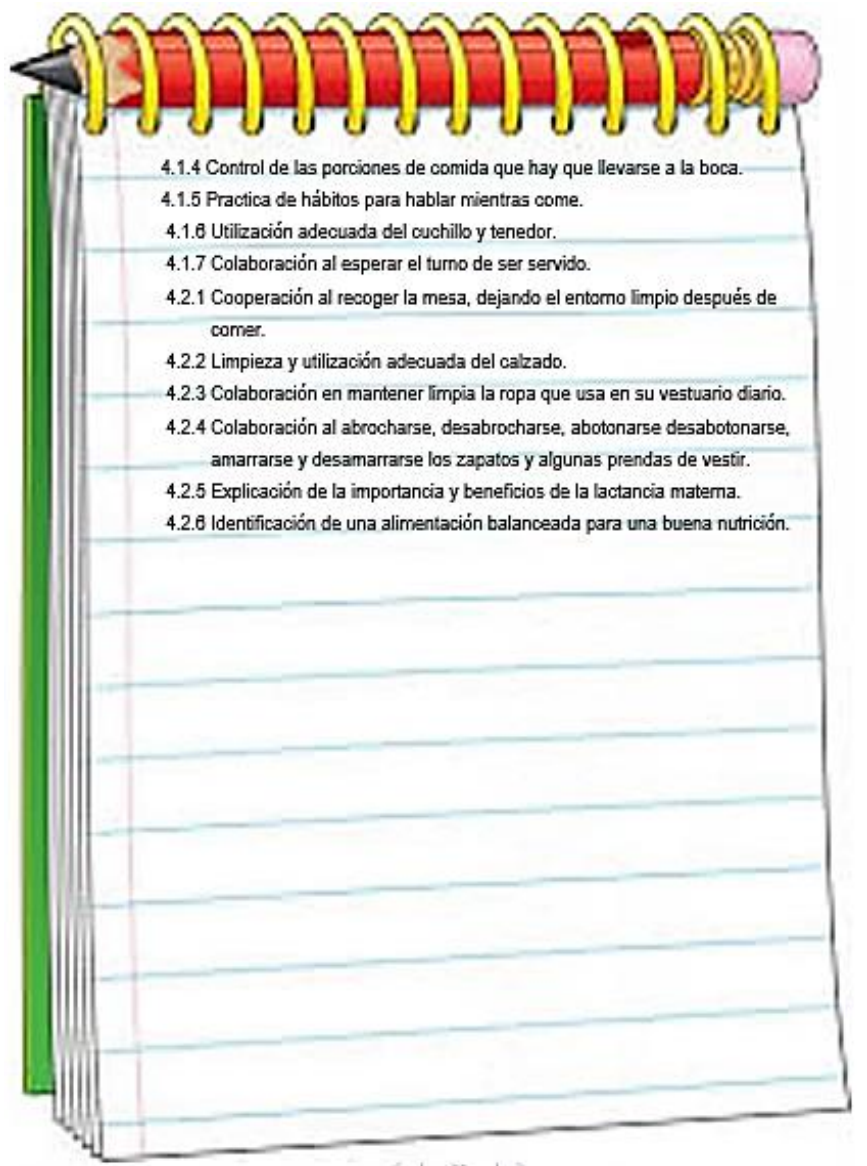 4.1.4 Control de las porciones de comida que hay que llevarse a la boca.
4.1.5 Practica de hábitos para hablar mientras come.
4.1.6 Utilización adecuada del cuchillo y tenedor.
4.1.7 Colaboración al esperar el turno de ser servido.
4.2.1 Cooperación al recoger la mesa, dejando el entorno limpio después de
comer.
4.2.2 Limpieza y utilización adecuada del calzado.
4.2.3 Colaboración en mantener limpia la ropa que usa en su vestuario diario.
4.2.4 Colaboración al abrocharse, desabrocharse, abotonarse desabotonarse,
amarrarse y desamarrarse los zapatos y algunas prendas de vestir.
4.2.5 Explicación de la importancia y beneficios de la lactancia materna.
4.2.6 Identificación de una alimentación balanceada para una buena nutrición.